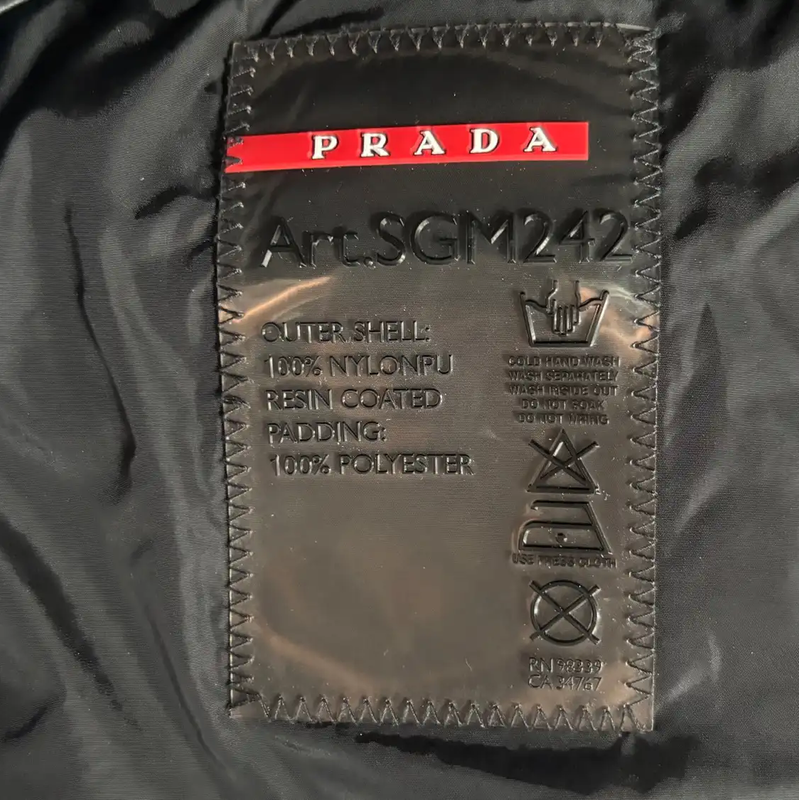 PRADA
Art.SGM242
OUTER SHELL:
100% NYLONPU
RESIN COATED
PADDING:
100% POLYESTER
COLD HAND WASH
WASH SEPARATELY
WASH INSIDE OUT
DO NOT SOAK
DO NOT WRING
USE PRESS CLOTH
RN 98339
CA 34767